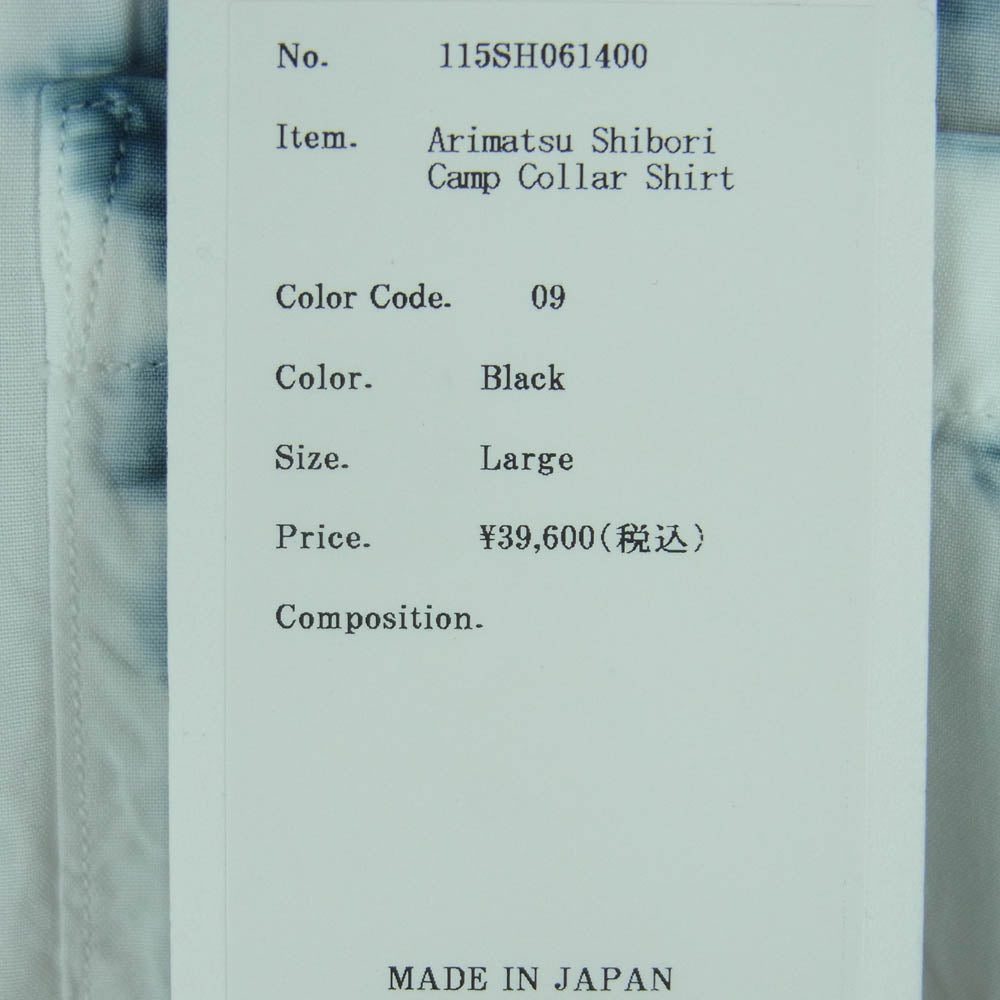 No. 115SH061400
Item. Arimatsu Shibori
Camp Collar Shirt
Color Code. 09
Color. Black
Size. Large
Price. ¥39,600(税込)
Composition.
MADE IN JAPAN